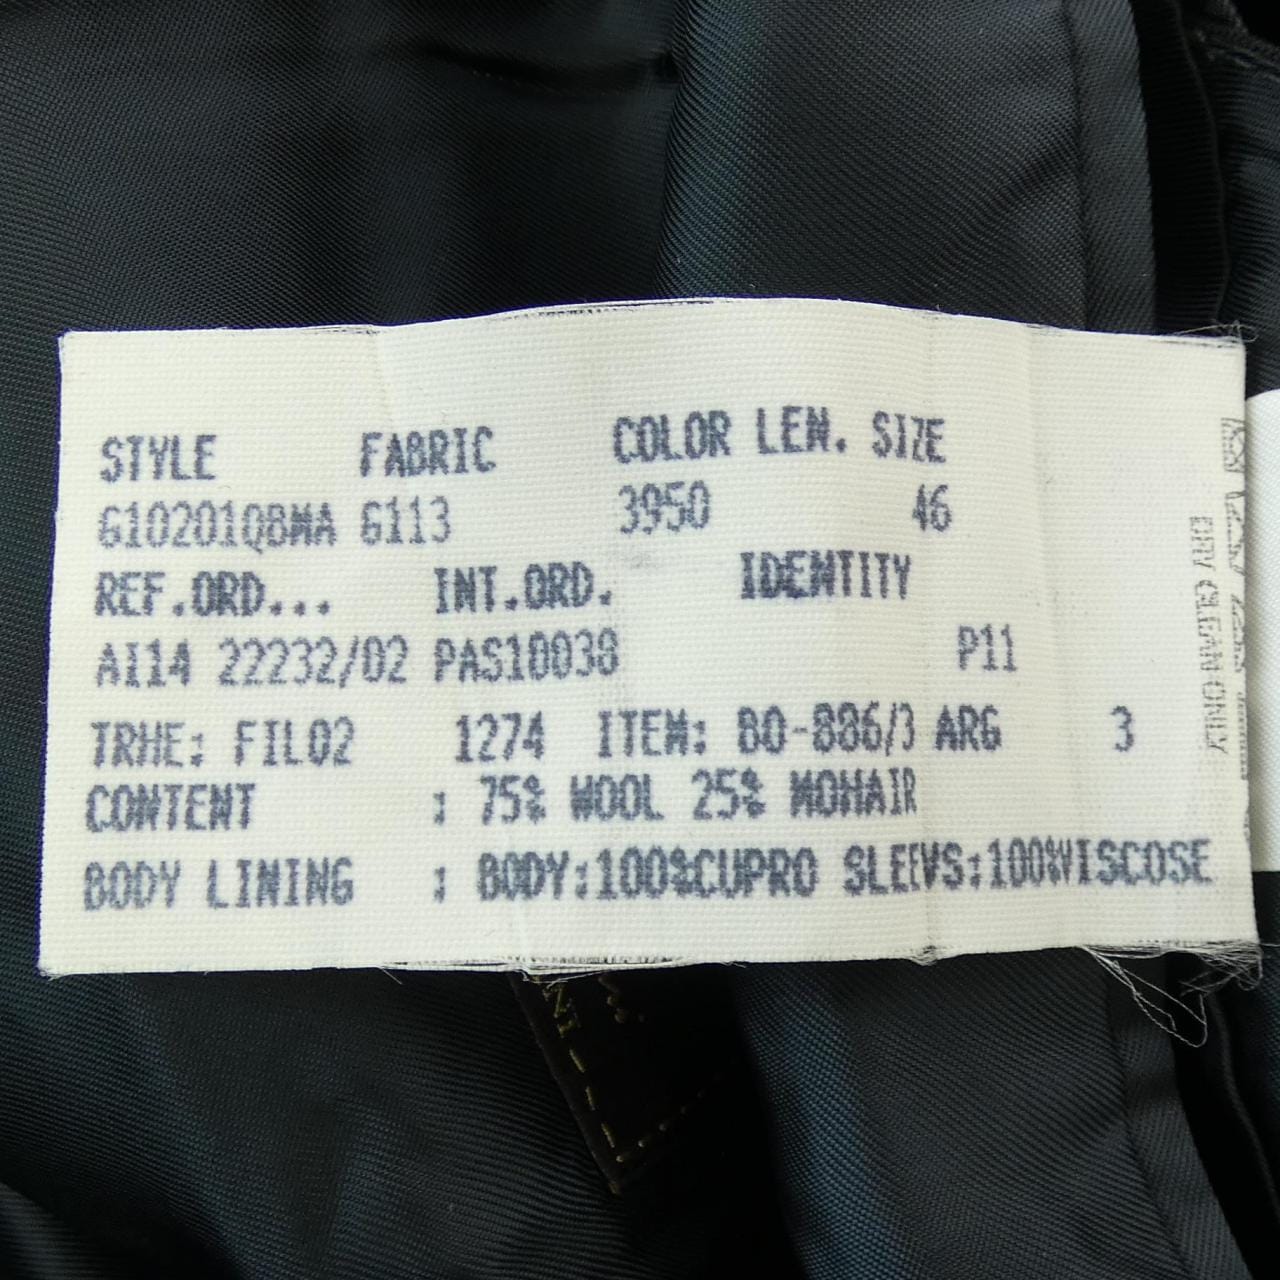 STYLE FABRIC COLOR LEN. SIZE
G10201QBMA G113 3950 46
REF.ORD... INT.ORD. IDENTITY
AI14 22232/02 PAS10038 P11
TRHE: FIL02 1274 ITEM: 80-886/3 ARG 3
CONTENT : 75% WOOL 25% MOHAIR
BODY LINING : BODY:100%CUPRO SLEEVS:100%VISCOSE
DRY CLEAN ONLY